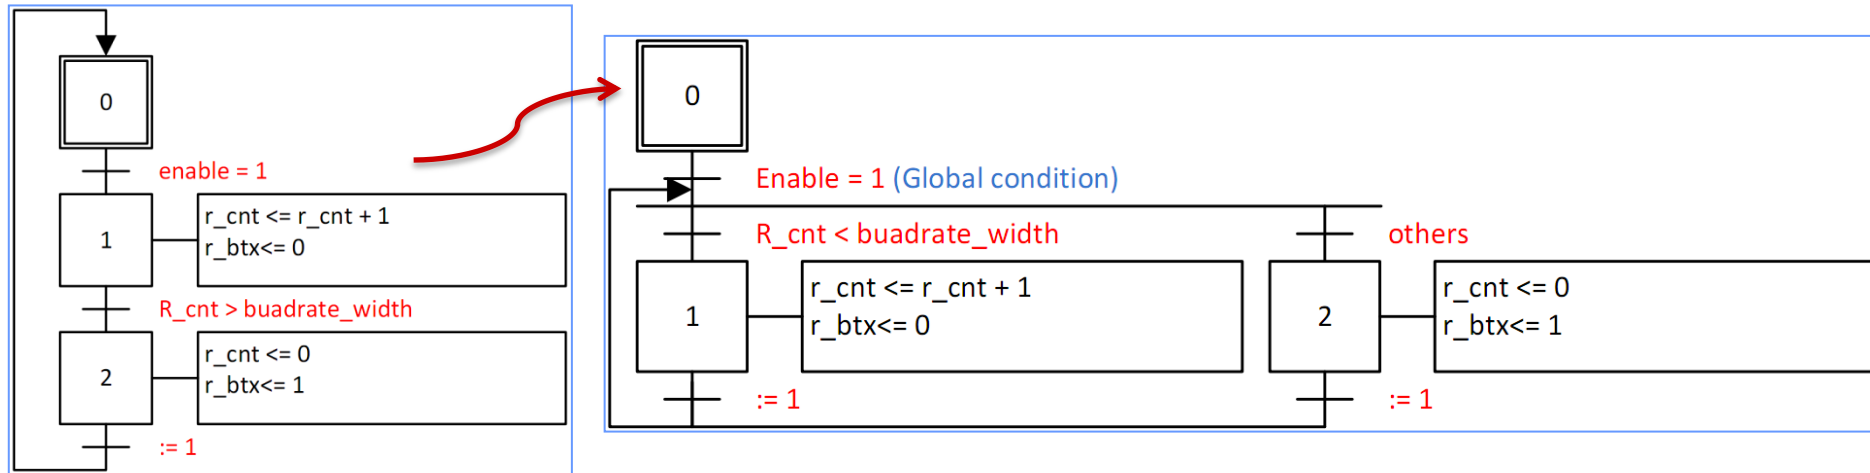 0
enable = 1
1
r_cnt <= r_cnt + 1
r_btx<= 0
R_cnt > buadrate_width
2
r_cnt <= 0
r_btx<= 1
:= 1
0
Enable = 1 (Global condition)
R_cnt < buadrate_width
others
1
r_cnt <= r_cnt + 1
r_btx<= 0
2
r_cnt <= 0
r_btx<= 1
:= 1
:= 1